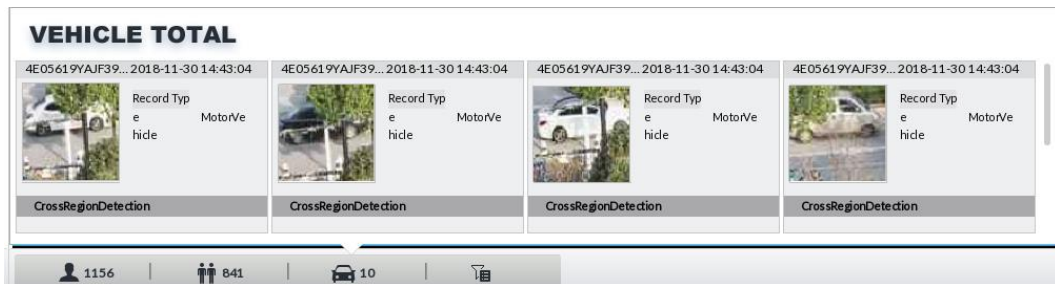 VEHICLE TOTAL
4E05619YAJF39... 2018-11-30 14:43:04
Record Typ
e MotorVe
hicle
CrossRegionDetection
4E05619YAJF39... 2018-11-30 14:43:04
Record Typ
e MotorVe
hicle
CrossRegionDetection
4E05619YAJF39... 2018-11-30 14:43:04
Record Typ
e MotorVe
hicle
CrossRegionDetection
4E05619YAJF39... 2018-11-30 14:43:04
Record Typ
e MotorVe
hicle
CrossRegionDetection
1156 841 10